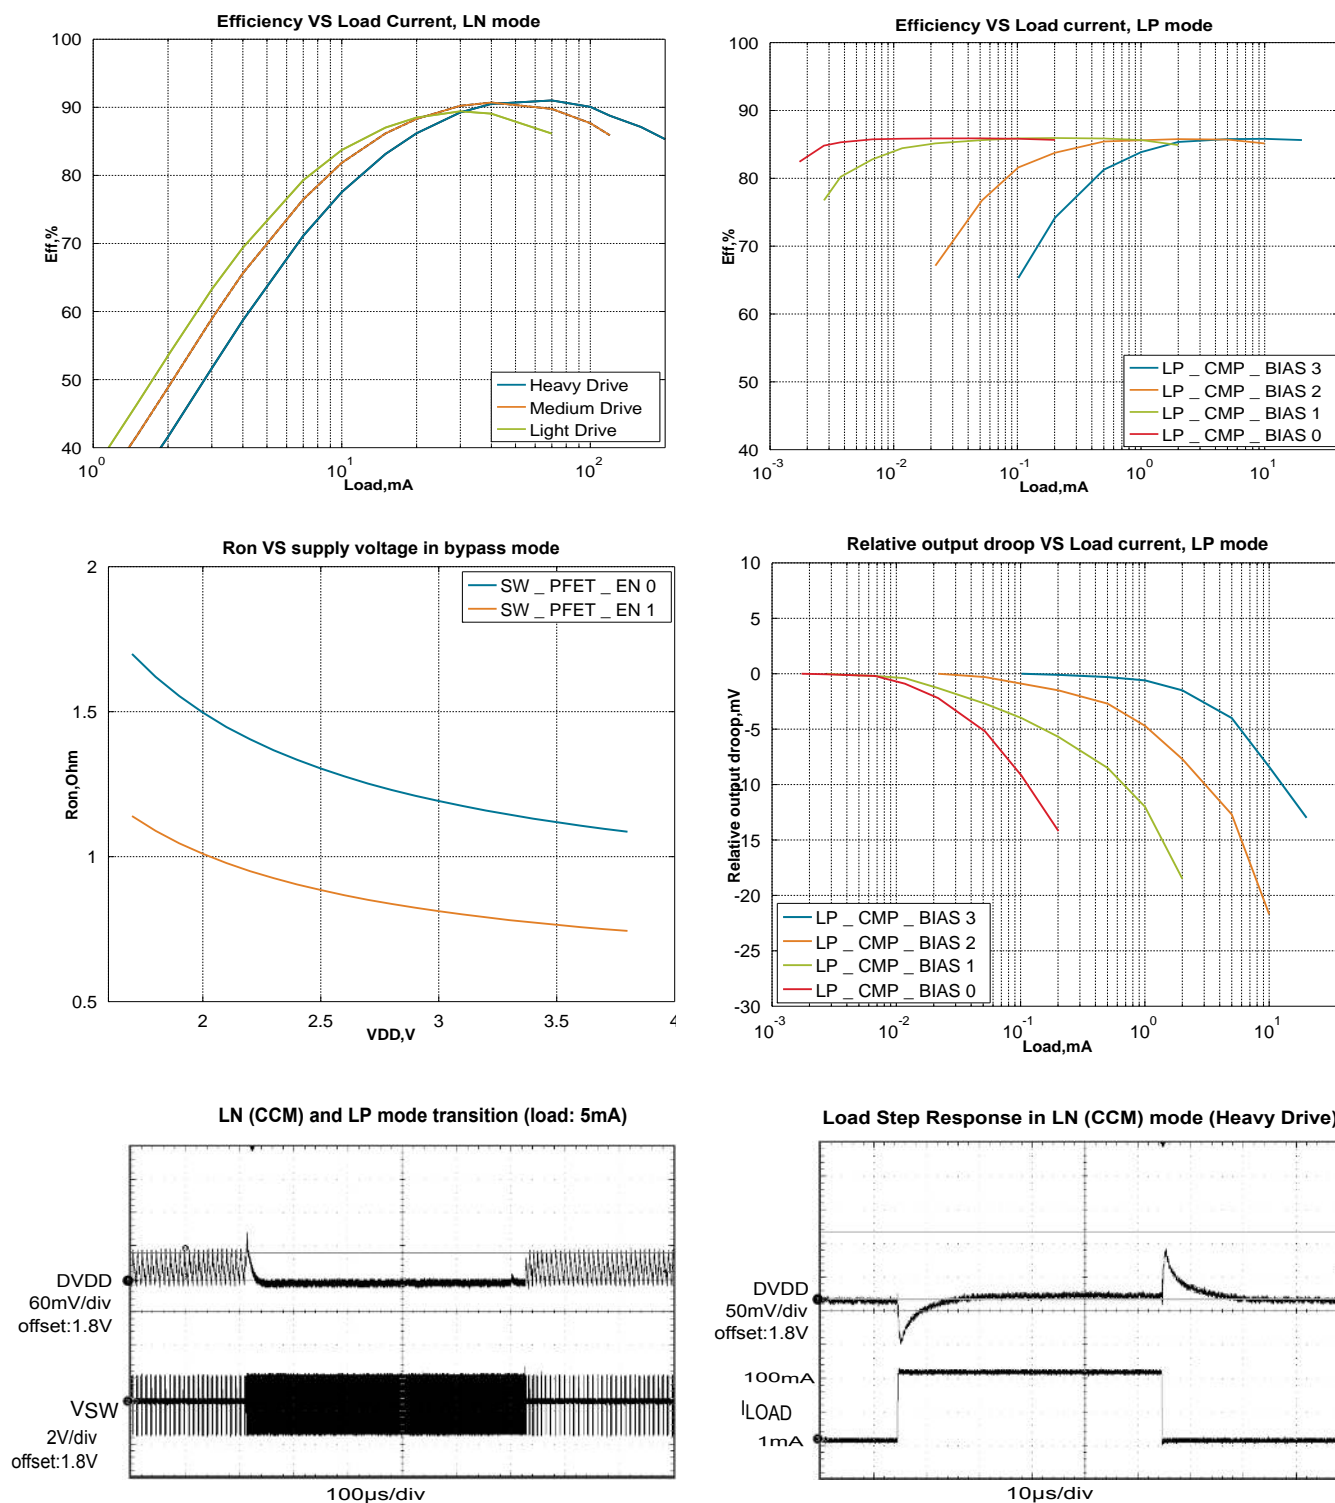 Efficiency VS Load Current, LN mode
100
90
80
70
60
50
40
Eff,%
Heavy Drive
Medium Drive
Light Drive
10^0
10^1
10^2
Load,mA
Efficiency VS Load current, LP mode
100
90
80
70
60
50
40
Eff,%
LP _ CMP _ BIAS 3
LP _ CMP _ BIAS 2
LP _ CMP _ BIAS 1
LP _ CMP _ BIAS 0
10^-3
10^-2
10^-1
10^0
10^1
Load,mA
Ron VS supply voltage in bypass mode
2
1.5
1
0.5
Ron,Ohm
SW _ PFET _ EN 0
SW _ PFET _ EN 1
2
2.5
3
3.5
4
VDD,V
Relative output droop VS Load current, LP mode
10
5
0
-5
-10
-15
-20
-25
-30
Relative output droop,mV
LP _ CMP _ BIAS 3
LP _ CMP _ BIAS 2
LP _ CMP _ BIAS 1
LP _ CMP _ BIAS 0
10^-3
10^-2
10^-1
10^0
10^1
Load,mA
LN (CCM) and LP mode transition (load: 5mA)
DVDD
60mV/div
offset:1.8V
VSW
2V/div
offset:1.8V
100µs/div
Load Step Response in LN (CCM) mode (Heavy Drive)
DVDD
50mV/div
offset:1.8V
100mA
ILOAD
1mA
10µs/div